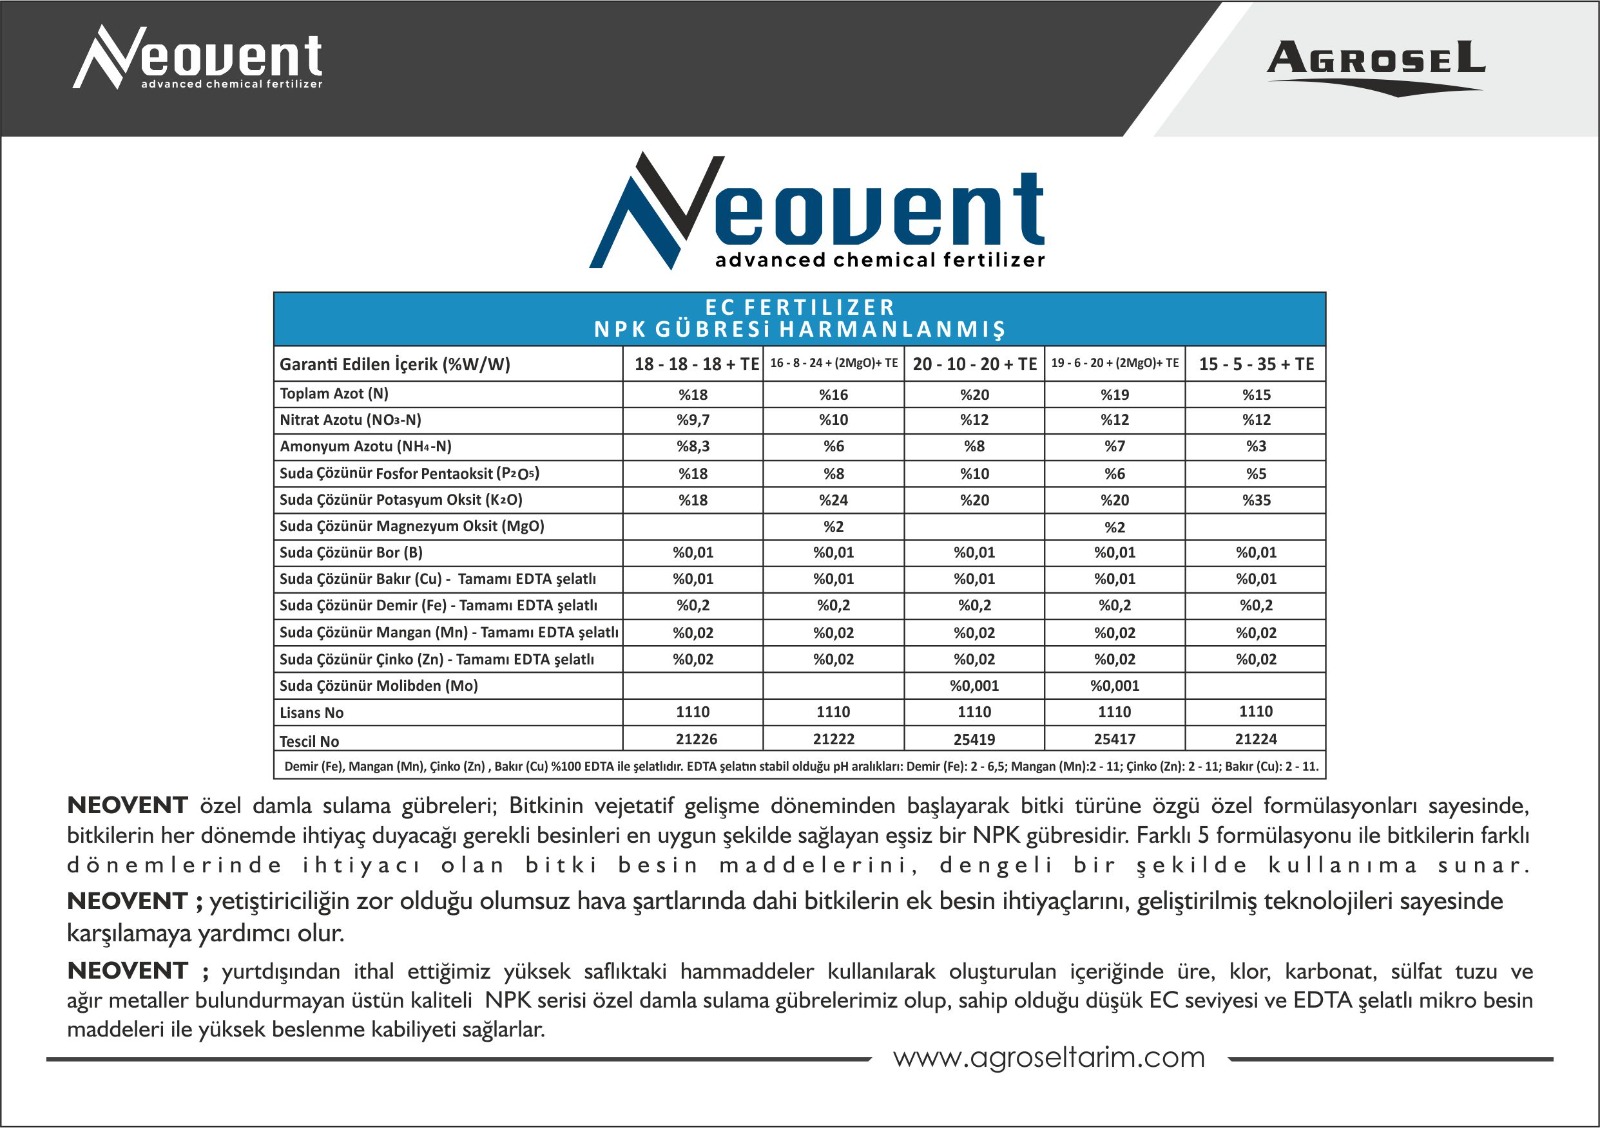 Neovent
advanced chemical fertilizer
AGROSEL
Neovent
advanced chemical fertilizer
EC FERTILIZER
NPK GÜBRESi HARMANLANMIŞ
Garanti Edilen İçerik (%W/W) 18 - 18 - 18 + TE 16 - 8 - 24 + (2MgO)+ TE 20 - 10 - 20 + TE 19 - 6 - 20 + (2MgO)+ TE 15 - 5 - 35 + TE
Toplam Azot (N) %18 %16 %20 %19 %15
Nitrat Azotu (NO₃-N) %9,7 %10 %12 %12 %12
Amonyum Azotu (NH₄-N) %8,3 %6 %8 %7 %3
Suda Çözünür Fosfor Pentaoksit (P₂O₅) %18 %8 %10 %6 %5
Suda Çözünür Potasyum Oksit (K₂O) %18 %24 %20 %20 %35
Suda Çözünür Magnezyum Oksit (MgO) %2 %2
Suda Çözünür Bor (B) %0,01 %0,01 %0,01 %0,01 %0,01
Suda Çözünür Bakır (Cu) - Tamamı EDTA şelatlı %0,01 %0,01 %0,01 %0,01 %0,01
Suda Çözünür Demir (Fe) - Tamamı EDTA şelatlı %0,2 %0,2 %0,2 %0,2 %0,2
Suda Çözünür Mangan (Mn) - Tamamı EDTA şelatlı %0,02 %0,02 %0,02 %0,02 %0,02
Suda Çözünür Çinko (Zn) - Tamamı EDTA şelatlı %0,02 %0,02 %0,02 %0,02 %0,02
Suda Çözünür Molibden (Mo) %0,001 %0,001
Lisans No 1110 1110 1110 1110 1110
Tescil No 21226 21222 25419 25417 21224
Demir (Fe), Mangan (Mn), Çinko (Zn) , Bakır (Cu) %100 EDTA ile şelatlıdır. EDTA şelatın stabil olduğu pH aralıkları: Demir (Fe): 2 - 6,5; Mangan (Mn):2 - 11; Çinko (Zn): 2 - 11; Bakır (Cu): 2 - 11.
NEOVENT özel damla sulama gübreleri; Bitkinin vejetatif gelişme döneminden başlayarak bitki türüne özgü özel formülasyonları sayesinde,
bitkilerin her dönemde ihtiyaç duyacağı gerekli besinleri en uygun şekilde sağlayan eşsiz bir NPK gübresidir. Farklı 5 formülasyonu ile bitkilerin farklı
dönemlerinde ihtiyacı olan bitki besin maddelerini, dengeli bir şekilde kullanıma sunar.
NEOVENT ; yetiştiriciliğin zor olduğu olumsuz hava şartlarında dahi bitkilerin ek besin ihtiyaçlarını, geliştirilmiş teknolojileri sayesinde
karşılamaya yardımcı olur.
NEOVENT ; yurtdışından ithal ettiğimiz yüksek saflıktaki hammaddeler kullanılarak oluşturulan içeriğinde üre, klor, karbonat, sülfat tuzu ve
ağır metaller bulundurmayan üstün kaliteli NPK serisi özel damla sulama gübrelerimiz olup, sahip olduğu düşük EC seviyesi ve EDTA şelatlı mikro besin
maddeleri ile yüksek beslenme kabiliyeti sağlarlar.
www.agroseltarim.com